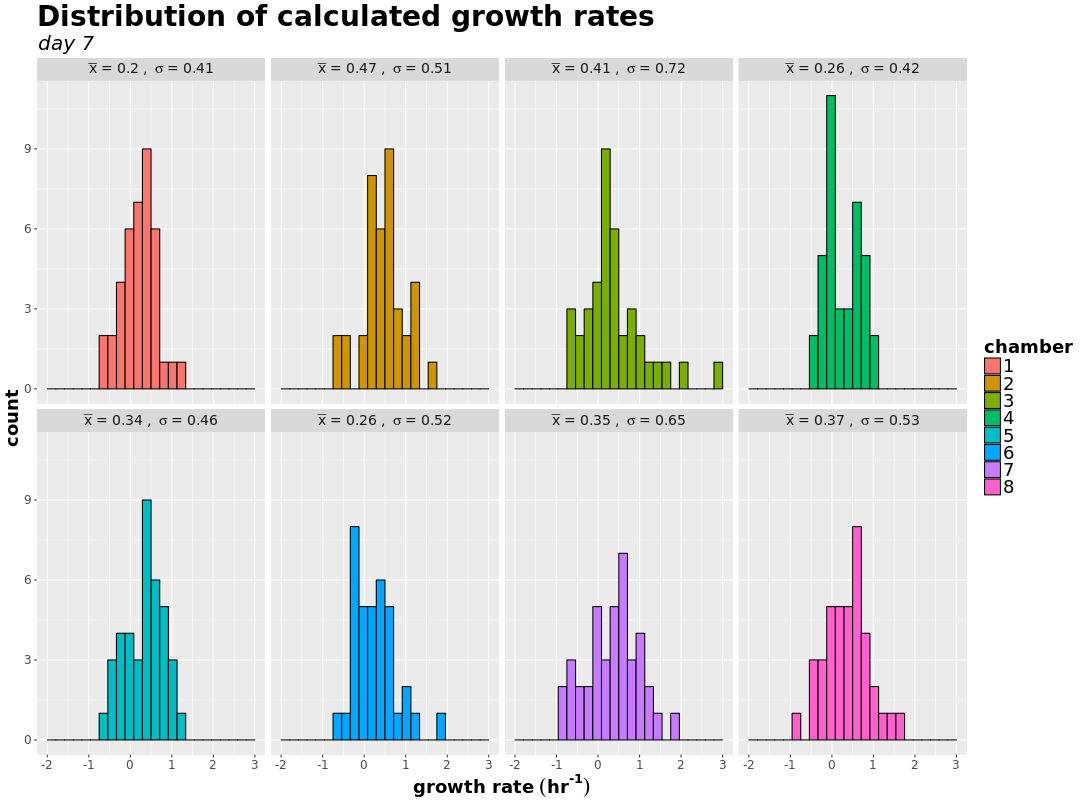 Distribution of calculated growth rates
day 7
x̅ = 0.2 , σ = 0.41
x̅ = 0.47 , σ = 0.51
x̅ = 0.41 , σ = 0.72
x̅ = 0.26 , σ = 0.42
9
6
3
0
x̅ = 0.34 , σ = 0.46
x̅ = 0.26 , σ = 0.52
x̅ = 0.35 , σ = 0.65
x̅ = 0.37 , σ = 0.53
9
6
3
0
-2 -1 0 1 2 3
-2 -1 0 1 2 3
-2 -1 0 1 2 3
-2 -1 0 1 2 3
count
growth rate (hr⁻¹)
chamber
1
2
3
4
5
6
7
8